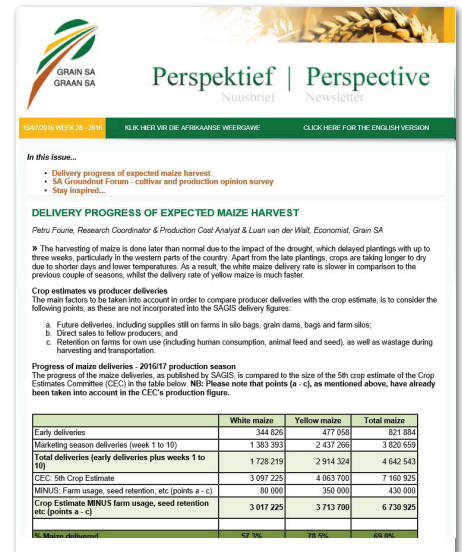 GRAIN SA
GRAAN SA
Perspektief | Perspective
Nuusbrief Newsletter
15/07/2016 WEEK 28 - 2016 KLIK HIER VIR DIE AFRIKAANSE WEERGAWE CLICK HERE FOR THE ENGLISH VERSION
In this issue...
• Delivery progress of expected maize harvest
• SA Groundnut Forum - cultivar and production opinion survey
• Stay inspired...
DELIVERY PROGRESS OF EXPECTED MAIZE HARVEST
Petru Fourie, Research Coordinator & Production Cost Analyst & Luan van der Walt, Economist, Grain SA
» The harvesting of maize is done later than normal due to the impact of the drought, which delayed plantings with up to
three weeks, particularly in the western parts of the country. Apart from the late plantings, crops are taking longer to dry
due to shorter days and lower temperatures. As a result, the white maize delivery rate is slower in comparison to the
previous couple of seasons, whilst the delivery rate of yellow maize is much faster.
Crop estimates vs producer deliveries
The main factors to be taken into account in order to compare producer deliveries with the crop estimate, is to consider the
following points, as these are not incorporated into the SAGIS delivery figures:
a. Future deliveries, including supplies still on farms in silo bags, grain dams, bags and farm silos;
b. Direct sales to fellow producers; and
c. Retention on farms for own use (including human consumption, animal feed and seed), as well as wastage during
harvesting and transportation.
Progress of maize deliveries - 2016/17 production season
The progress of the maize deliveries, as published by SAGIS, is compared to the size of the 5th crop estimate of the Crop
Estimates Committee (CEC) in the table below. NB: Please note that points (a - c), as mentioned above, have already
been taken into account in the CEC's production figure.
White maize Yellow maize Total maize
Early deliveries 344 826 477 058 821 884
Marketing season deliveries (week 1 to 10) 1 383 393 2 437 266 3 820 659
Total deliveries (early deliveries plus weeks 1 to
10) 1 728 219 2 914 324 4 642 543
CEC: 5th Crop Estimate 3 097 225 4 063 700 7 160 925
MINUS: Farm usage, seed retention, etc (points a - c) 80 000 350 000 430 000
Crop Estimate MINUS farm usage, seed retention
etc (points a - c) 3 017 225 3 713 700 6 730 925
% Maize delivered 57.3% 78.5% 69.0%